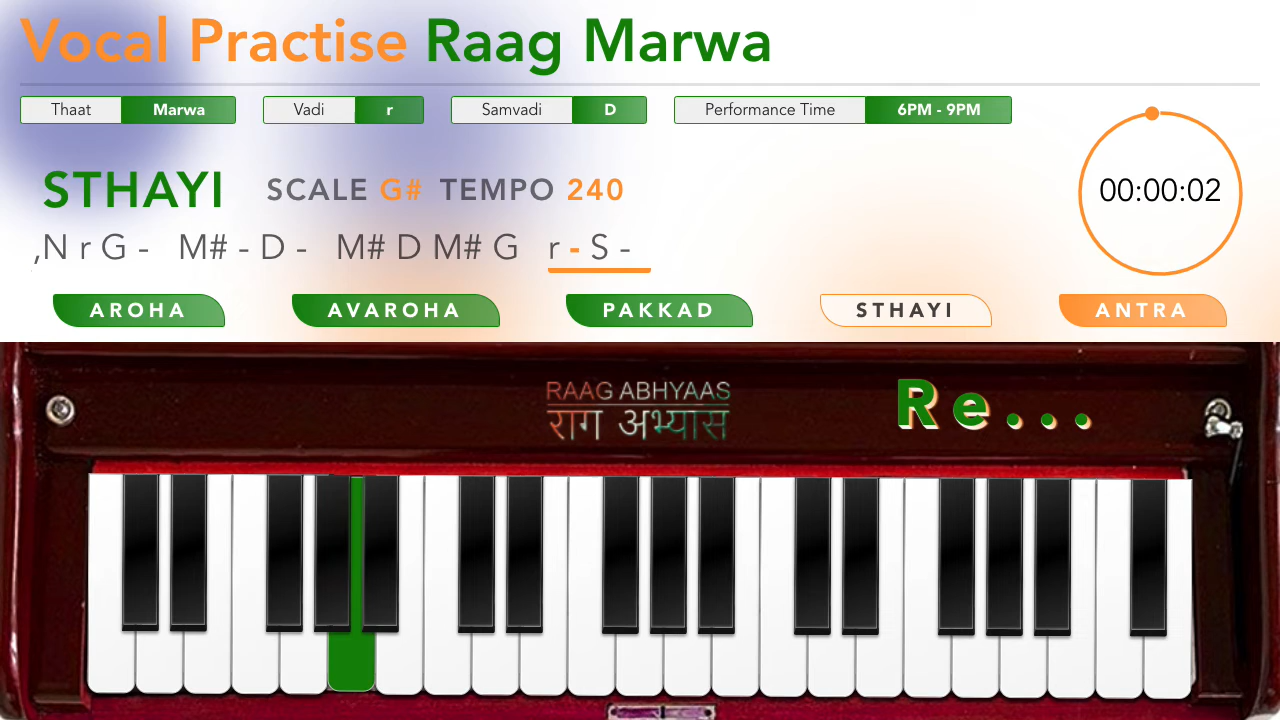 Vocal Practise Raag Marwa
Thaat Marwa Vadi r Samvadi D Performance Time 6PM - 9PM
STHAYI SCALE G# TEMPO 240
00:00:02
,N r G - M# - D - M# D M# G r - S -
AROHA AVAROHA PAKKAD STHAYI ANTRA
RAAG ABHYAAS
राग अभ्यास
Re...